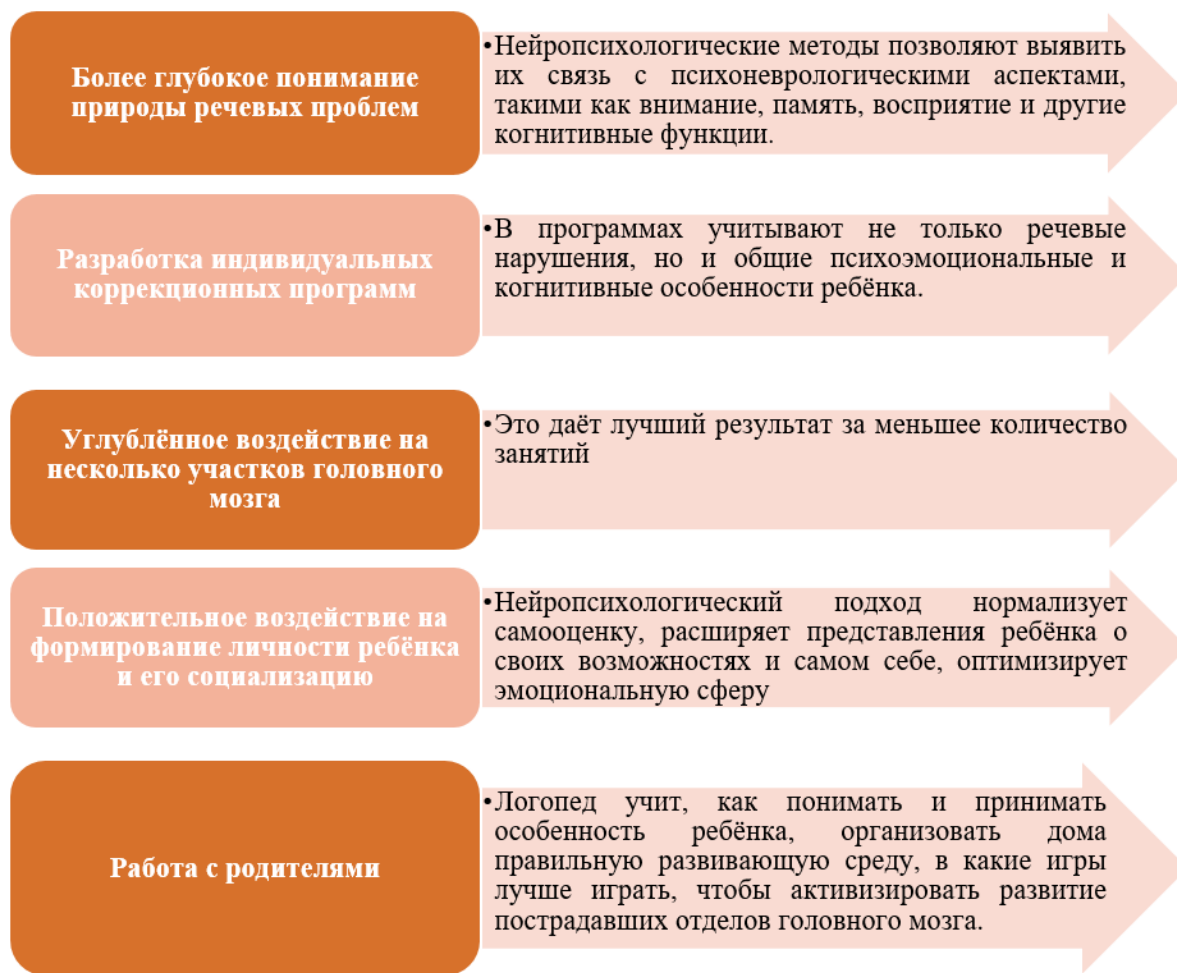 Более глубокое понимание
природы речевых проблем
•Нейропсихологические методы позволяют выявить
их связь с психоневрологическими аспектами,
такими как внимание, память, восприятие и другие
когнитивные функции.
Разработка индивидуальных
коррекционных программ
•В программах учитывают не только речевые
нарушения, но и общие психоэмоциональные и
когнитивные особенности ребёнка.
Углублённое воздействие на
несколько участков головного
мозга
•Это даёт лучший результат за меньшее количество
занятий
Положительное воздействие на
формирование личности ребёнка
и его социализацию
•Нейропсихологический подход нормализует
самооценку, расширяет представления ребёнка о
своих возможностях и самом себе, оптимизирует
эмоциональную сферу
Работа с родителями
•Логопед учит, как понимать и принимать
особенность ребёнка, организовать дома
правильную развивающую среду, в какие игры
лучше играть, чтобы активизировать развитие
пострадавших отделов головного мозга.